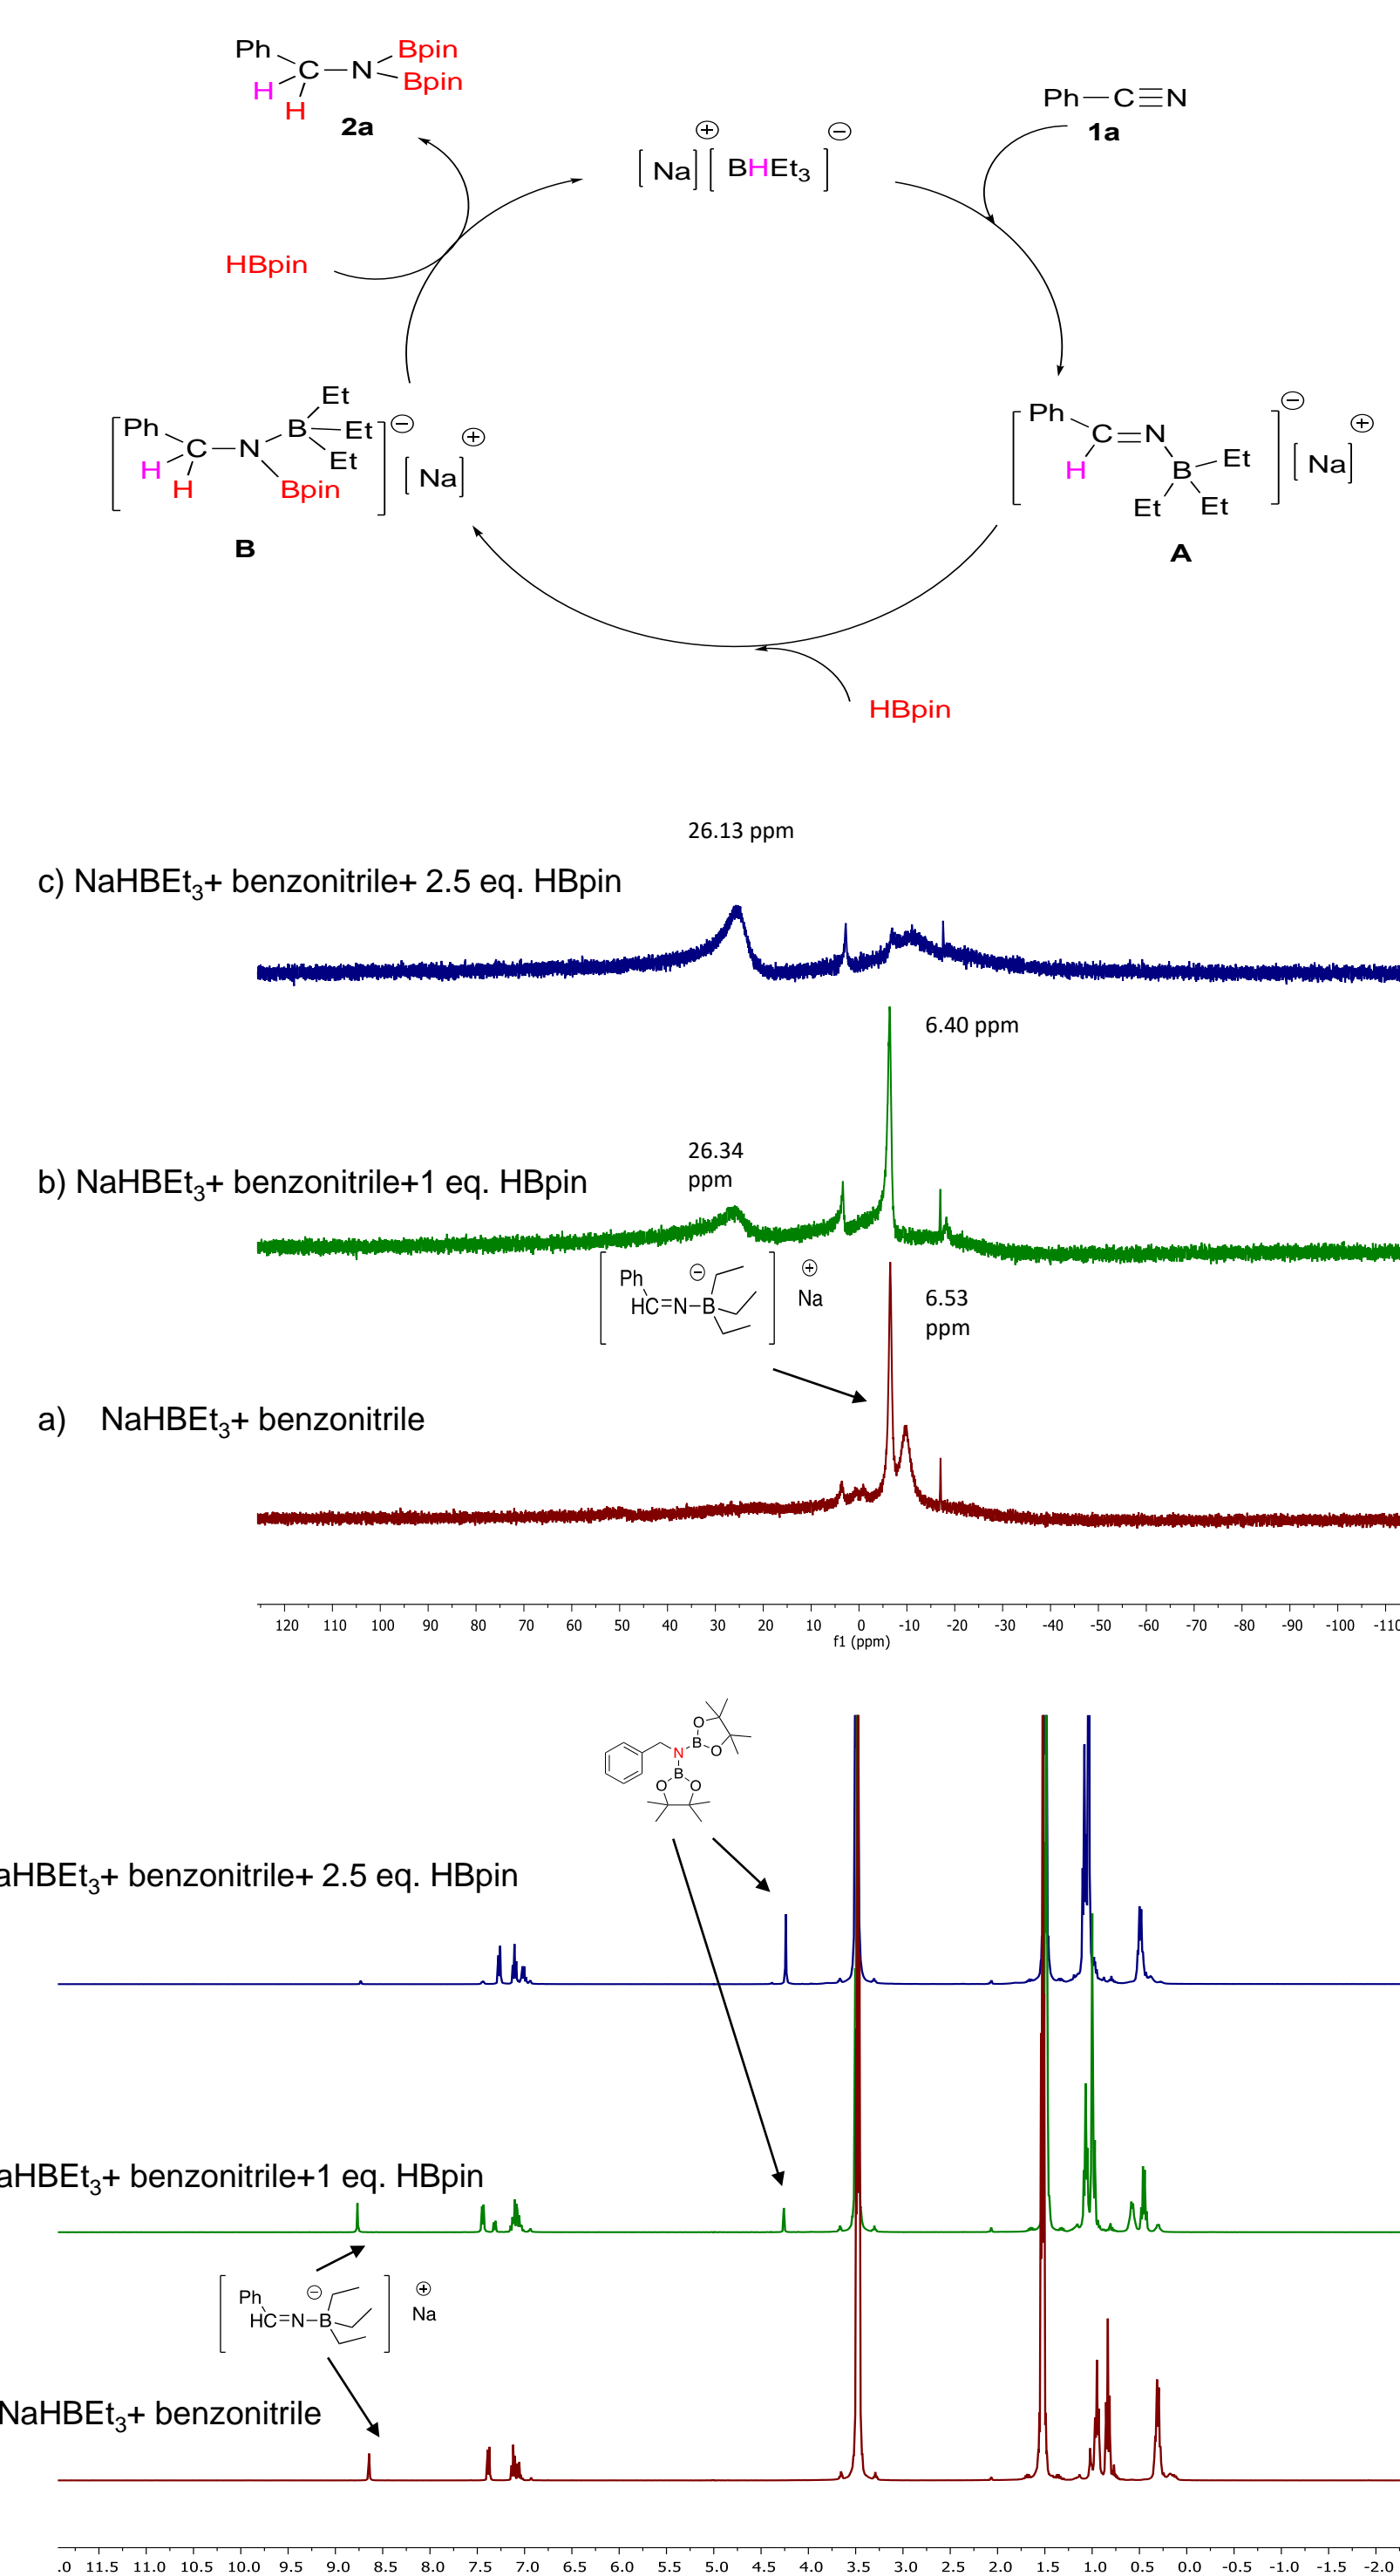 Ph
C—N
Bpin
Bpin
H
H
2a
Ph—C≡N
1a
⊕
⊖
[Na][BHEt3]
HBpin
Ph
C—N
B
Et
Et
Et
H
H
Bpin
⊖
⊕
[Na]
B
Ph
C=N
H
B
Et
Et
Et
⊖
⊕
[Na]
A
HBpin
26.13 ppm
c) NaHBEt3+ benzonitrile+ 2.5 eq. HBpin
6.40 ppm
26.34
ppm
b) NaHBEt3+ benzonitrile+1 eq. HBpin
Ph
HC=N–B
⊖
⊕
Na
6.53
ppm
a) NaHBEt3+ benzonitrile
120 110 100 90 80 70 60 50 40 30 20 10 0 -10 -20 -30 -40 -50 -60 -70 -80 -90 -100 -110
f1 (ppm)
O
B
O
N
B
O
O
aHBEt3+ benzonitrile+ 2.5 eq. HBpin
aHBEt3+ benzonitrile+1 eq. HBpin
Ph
HC=N–B
⊖
⊕
Na
NaHBEt3+ benzonitrile
.0 11.5 11.0 10.5 10.0 9.5 9.0 8.5 8.0 7.5 7.0 6.5 6.0 5.5 5.0 4.5 4.0 3.5 3.0 2.5 2.0 1.5 1.0 0.5 0.0 -0.5 -1.0 -1.5 -2.0